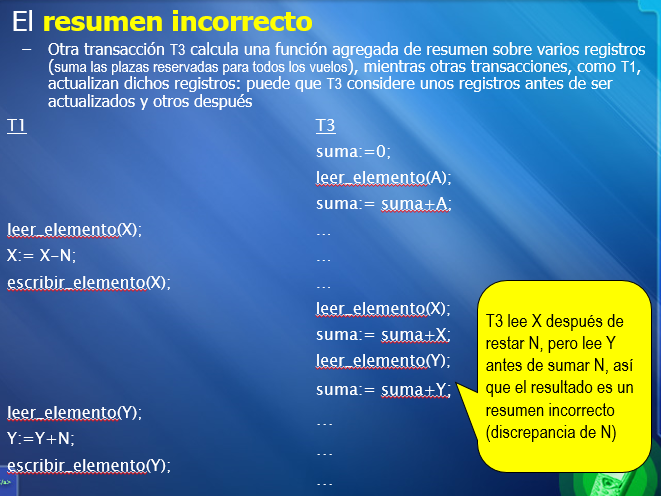 El resumen incorrecto
– Otra transacción T3 calcula una función agregada de resumen sobre varios registros
(suma las plazas reservadas para todos los vuelos), mientras otras transacciones, como T1,
actualizan dichos registros: puede que T3 considere unos registros antes de ser
actualizados y otros después
T1 T3
suma:=0;
leer_elemento(A);
suma:= suma+A;
leer_elemento(X); ...
X:= X-N; ...
escribir_elemento(X); ...
leer_elemento(X);
suma:= suma+X;
leer_elemento(Y);
suma:= suma+Y;
leer_elemento(Y); ...
Y:=Y+N; ...
escribir_elemento(Y); ...
T3 lee X después de
restar N, pero lee Y
antes de sumar N, así
que el resultado es un
resumen incorrecto
(discrepancia de N)